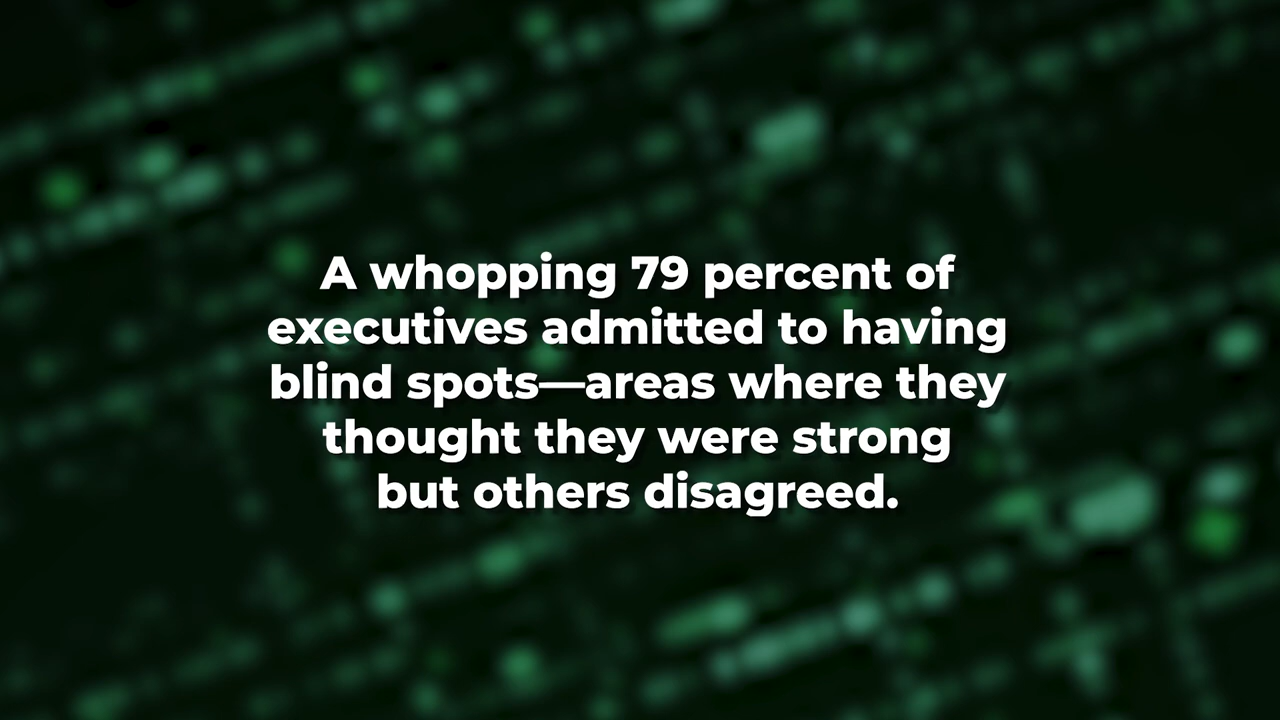 A whopping 79 percent of
executives admitted to having
blind spots—areas where they
thought they were strong
but others disagreed.